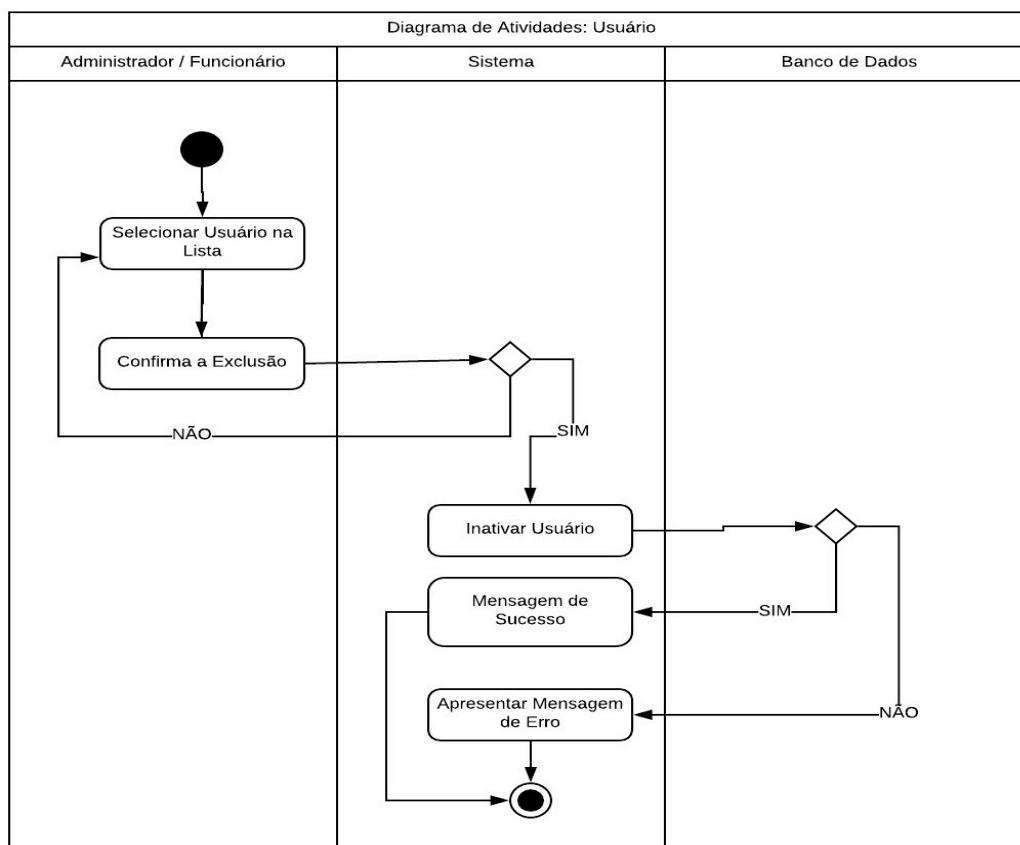 Diagrama de Atividades: Usuário
Administrador / Funcionário
Sistema
Banco de Dados
Selecionar Usuário na
Lista
Confirma a Exclusão
NÃO
SIM
Inativar Usuário
Mensagem de
Sucesso
SIM
Apresentar Mensagem
de Erro
NÃO